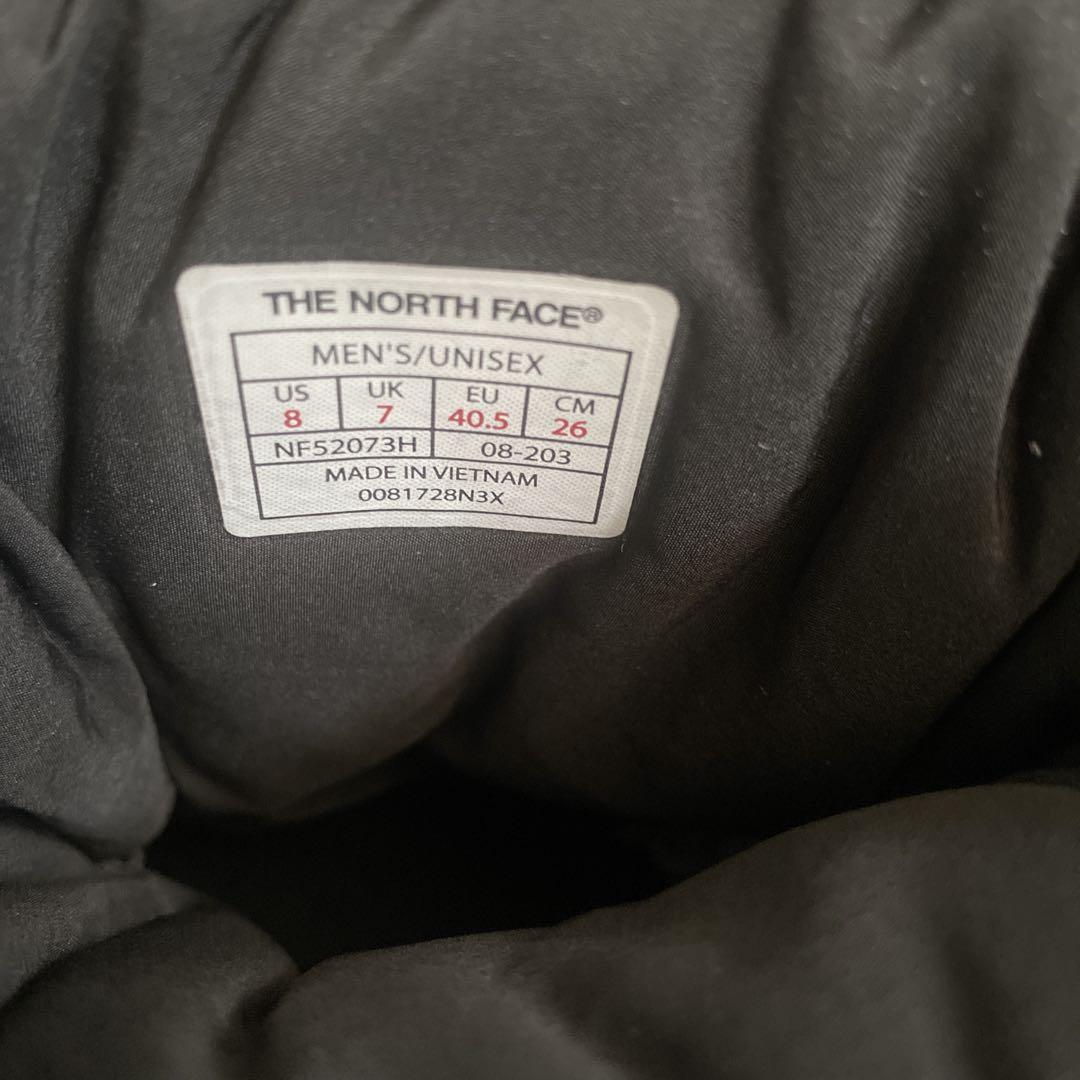 THE NORTH FACE®
MEN'S/UNISEX
US UK EU CM
8 7 40.5 26
NF52073H 08-203
MADE IN VIETNAM
0081728N3X